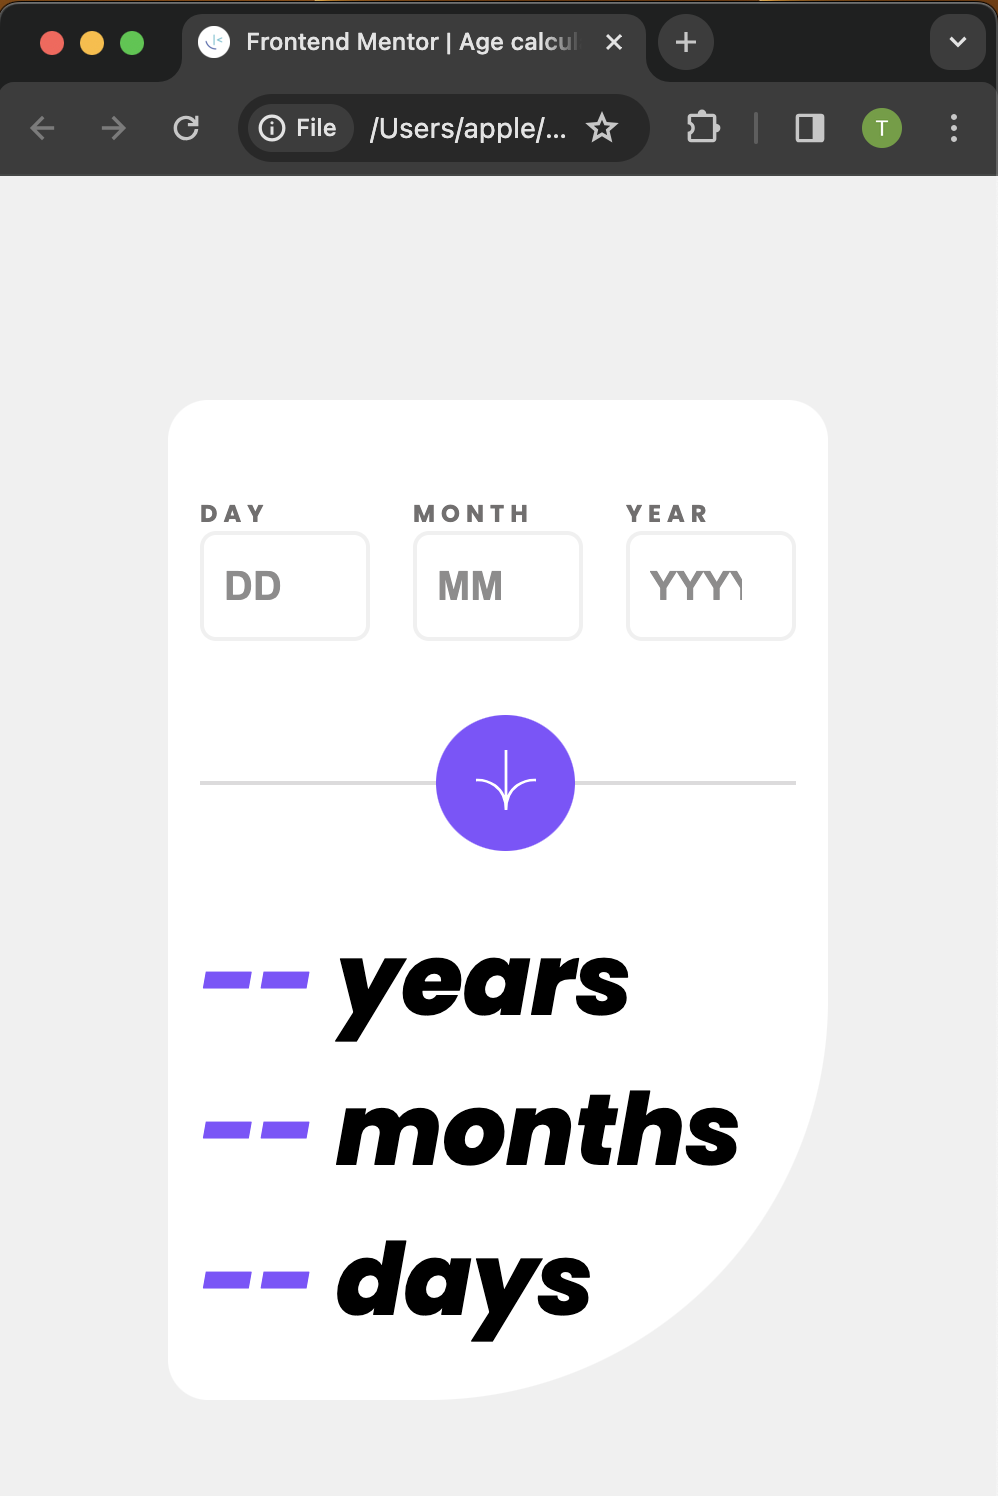 Frontend Mentor | Age calcul
File /Users/apple/... T
DAY MONTH YEAR
DD MM YYYY
-- years
-- months
-- days